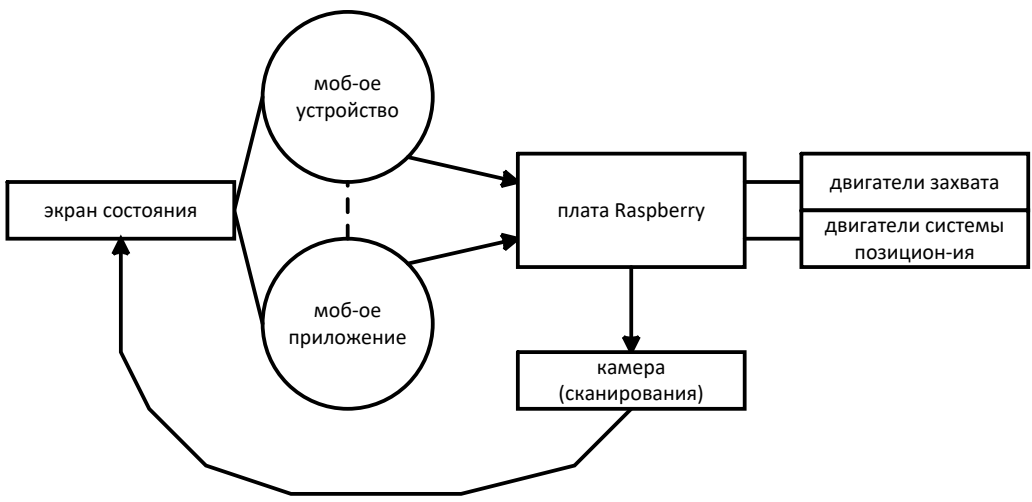 моб-ое
устройство
экран состояния
моб-ое
приложение
плата Raspberry
двигатели захвата
двигатели системы
позицион-ия
камера
(сканирования)